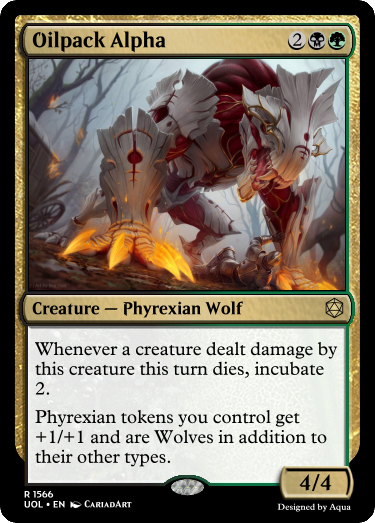 Oilpack Alpha 2
Creature — Phyrexian Wolf
Whenever a creature dealt damage by
this creature this turn dies, incubate
2.
Phyrexian tokens you control get
+1/+1 and are Wolves in addition to
their other types.
4/4
R 1566
UOL • EN CariadArt
Designed by Aqua